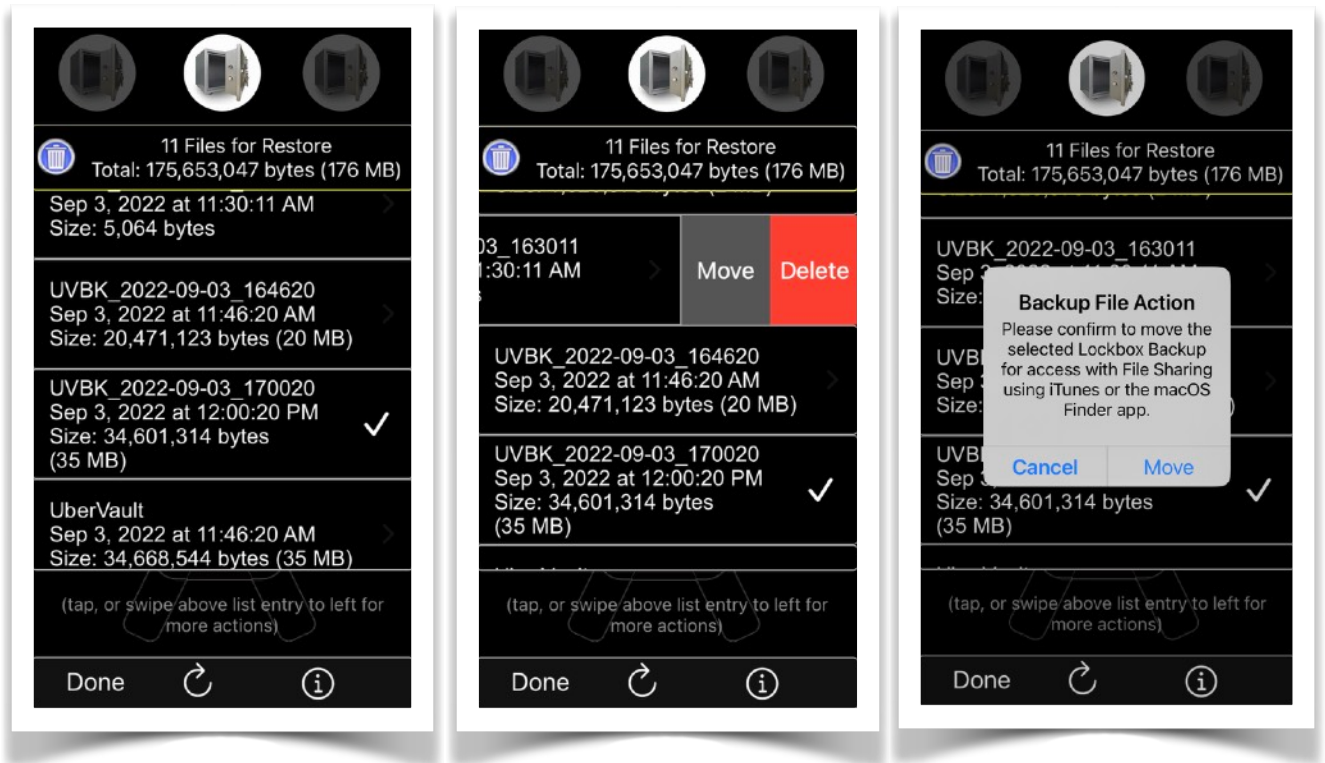 11 Files for Restore
Total: 175,653,047 bytes (176 MB)
Sep 3, 2022 at 11:30:11 AM
Size: 5,064 bytes
UVBK_2022-09-03_164620
Sep 3, 2022 at 11:46:20 AM
Size: 20,471,123 bytes (20 MB)
UVBK_2022-09-03_170020
Sep 3, 2022 at 12:00:20 PM
Size: 34,601,314 bytes
(35 MB)
UberVault
Sep 3, 2022 at 11:46:20 AM
Size: 34,668,544 bytes (35 MB)
(tap, or swipe above list entry to left for
more actions)
Done
11 Files for Restore
Total: 175,653,047 bytes (176 MB)
03_163011
1:30:11 AM
s
Move
Delete
UVBK_2022-09-03_164620
Sep 3, 2022 at 11:46:20 AM
Size: 20,471,123 bytes (20 MB)
UVBK_2022-09-03_170020
Sep 3, 2022 at 12:00:20 PM
Size: 34,601,314 bytes
(35 MB)
(tap, or swipe above list entry to left for
more actions)
Done
11 Files for Restore
Total: 175,653,047 bytes (176 MB)
UVBK_2022-09-03_163011
Sep
Size:
Backup File Action
Please confirm to move the
selected Lockbox Backup
for access with File Sharing
using iTunes or the macOS
Finder app.
Cancel
Move
UVB
Sep
Size:
UVB
Sep
Size: 34,601,314 bytes
(35 MB)
(tap, or swipe above list entry to left for
more actions)
Done